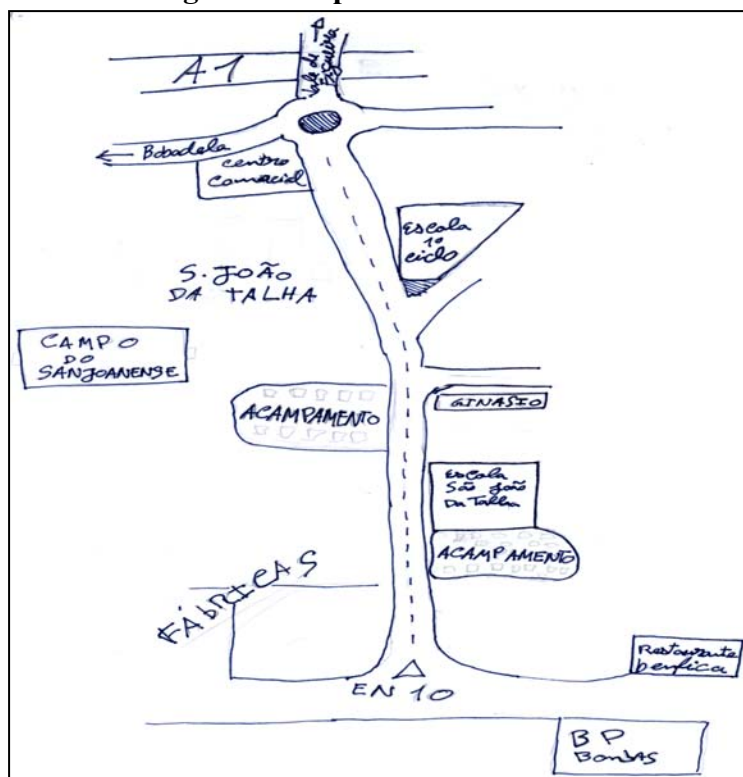 A1
Vale de
Figueira
Bobadela
Centro
Comercial
Escola
1º
ciclo
S. JOÃO
DA TALHA
CAMPO
DO
SANJOANENSE
ACAMPAMENTO
GINASIO
Escola
São João
Da Talha
ACAMPAMENTO
FÁBRICAS
Restaurante
benfica
EN 10
BP
BombAS